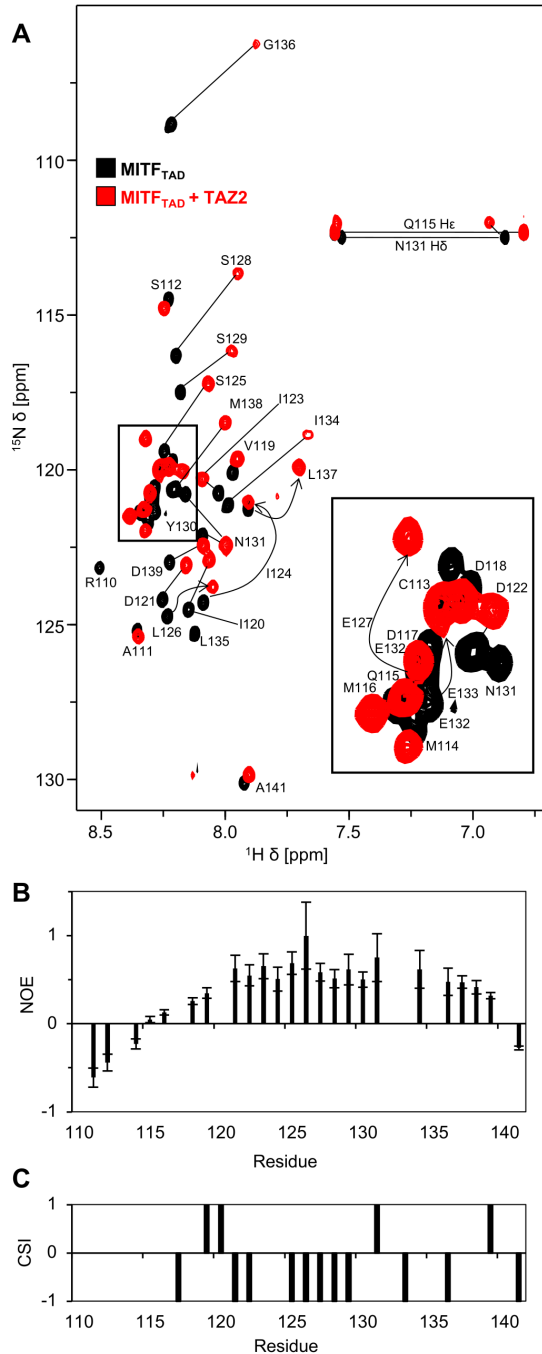 A
G136
110
MITF_TAD
MITF_TAD + TAZ2
Q115 Hε
N131 Hδ
S128
S112
115
S129
S125
I123
M138
I134
V119
120
L137
Y130
N131
D139
I124
R110
D118
C113
D122
E127
D117
E132
Q115
N131
M116
E133
E132
M114
D121
I120
L126
L135
125
A111
130
A141
8.5 8.0 7.5 7.0
¹H δ [ppm]
¹⁵N δ [ppm]
B
1
0
-1
NOE
110 115 120 125 130 135 140
Residue
C
1
0
-1
CSI
110 115 120 125 130 135 140
Residue